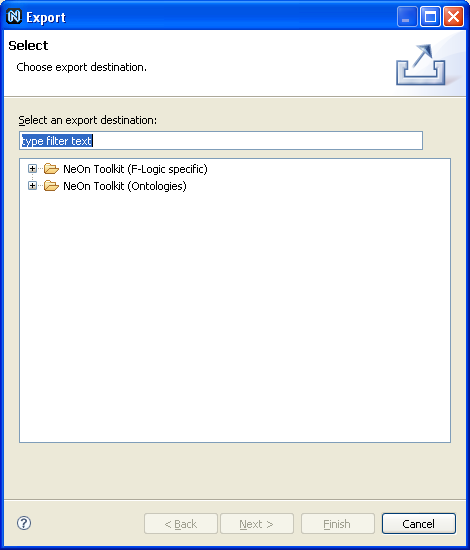 Export
Select
Choose export destination.
Select an export destination:
type filter text
NeOn Toolkit (F-Logic specific)
NeOn Toolkit (Ontologies)
? < Back Next > Finish Cancel